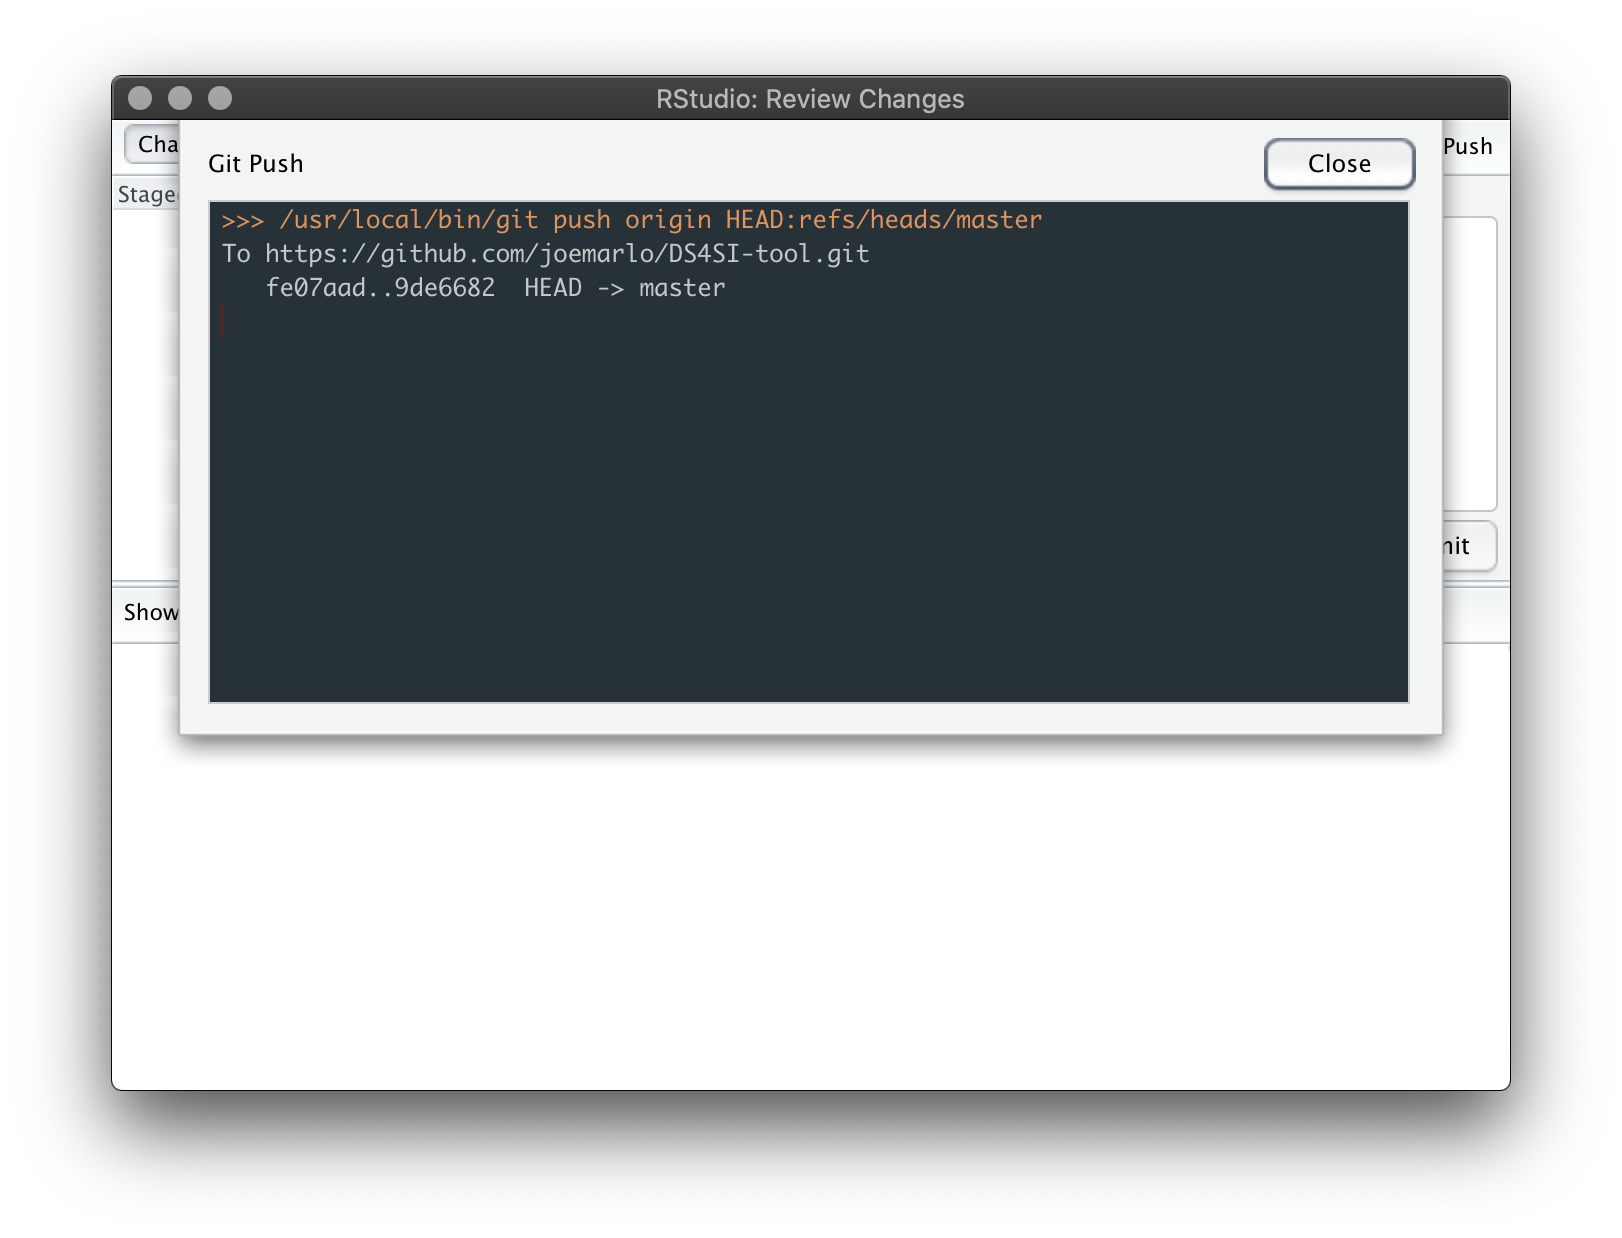 RStudio: Review Changes
Cha
Git Push
Close
Push
Stage
>>> /usr/local/bin/git push origin HEAD:refs/heads/master
To https://github.com/joemarlo/DS4SI-tool.git
   fe07aad..9de6682  HEAD -> master
mit
Show